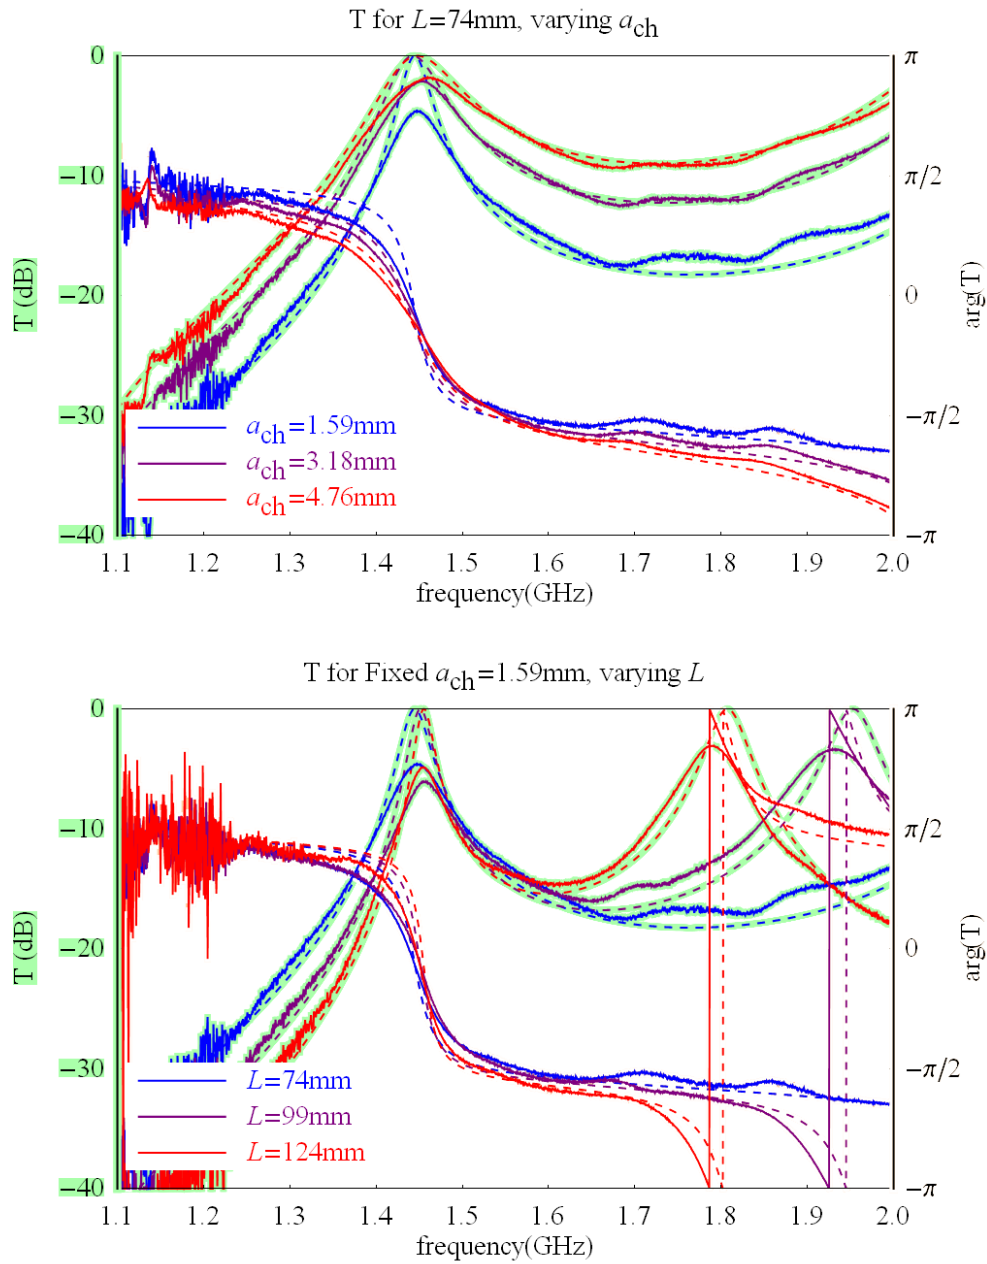 T for L=74mm, varying a_ch
0
π
−10
π/2
T (dB)
−20
0
arg(T)
−30
−π/2
a_ch=1.59mm
a_ch=3.18mm
a_ch=4.76mm
−40
−π
1.1 1.2 1.3 1.4 1.5 1.6 1.7 1.8 1.9 2.0
frequency(GHz)
T for Fixed a_ch=1.59mm, varying L
0
π
−10
π/2
T (dB)
−20
0
arg(T)
−30
−π/2
L=74mm
L=99mm
L=124mm
−40
−π
1.1 1.2 1.3 1.4 1.5 1.6 1.7 1.8 1.9 2.0
frequency(GHz)